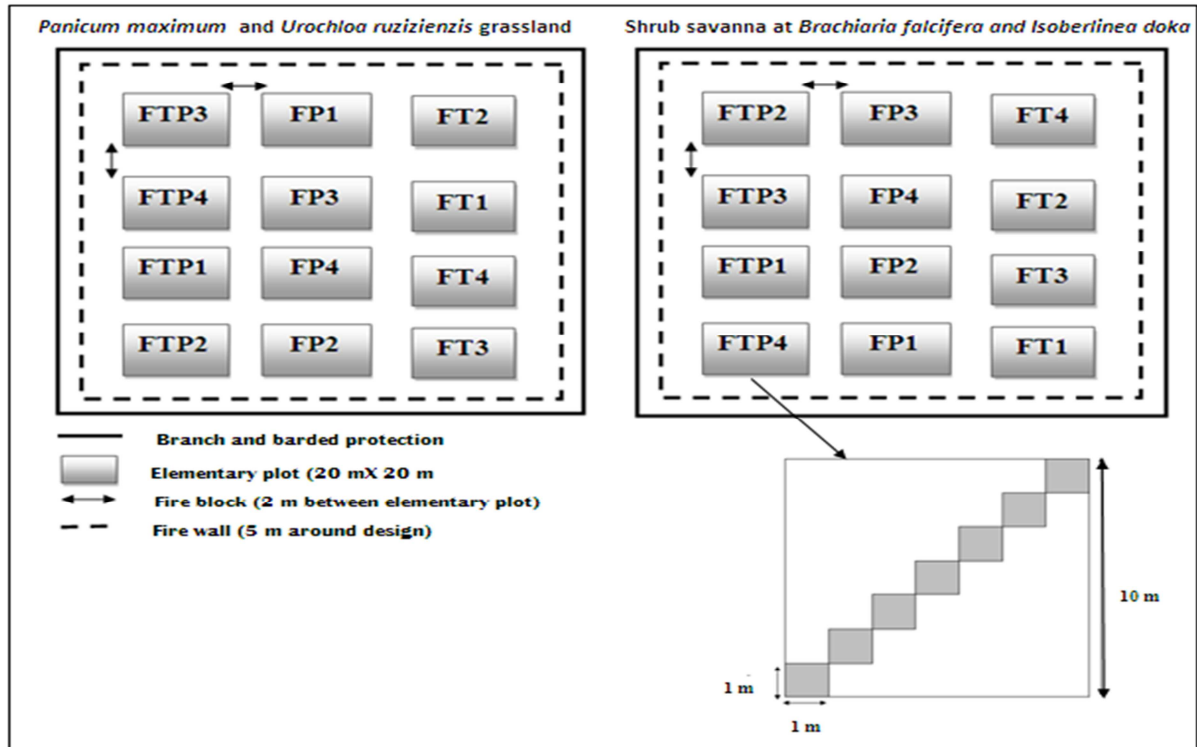 Panicum maximum and Urochloa ruzizienzis grassland
Shrub savanna at Brachiaria falcifera and Isoberlinea doka
FTP3 FP1 FT2
FTP4 FP3 FT1
FTP1 FP4 FT4
FTP2 FP2 FT3
FTP2 FP3 FT4
FTP3 FP4 FT2
FTP1 FP2 FT3
FTP4 FP1 FT1
Branch and barded protection
Elementary plot (20 mX 20 m
Fire block (2 m between elementary plot)
Fire wall (5 m around design)
10 m
1 m
1 m